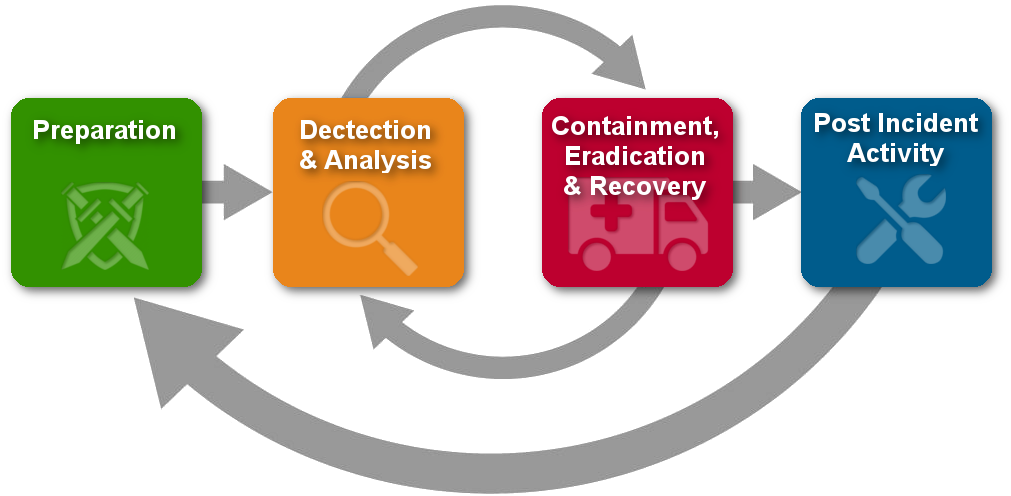 Preparation
Dectection
& Analysis
Containment,
Eradication
& Recovery
Post Incident
Activity